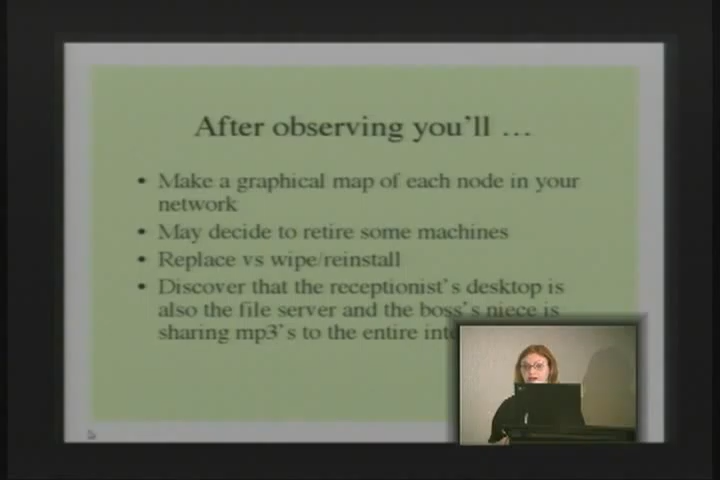 After observing you'll ...
• Make a graphical map of each node in your
network
• May decide to retire some machines
• Replace vs wipe/reinstall
• Discover that the receptionist's desktop is
also the file server and the boss's niece is
sharing mp3's to the entire